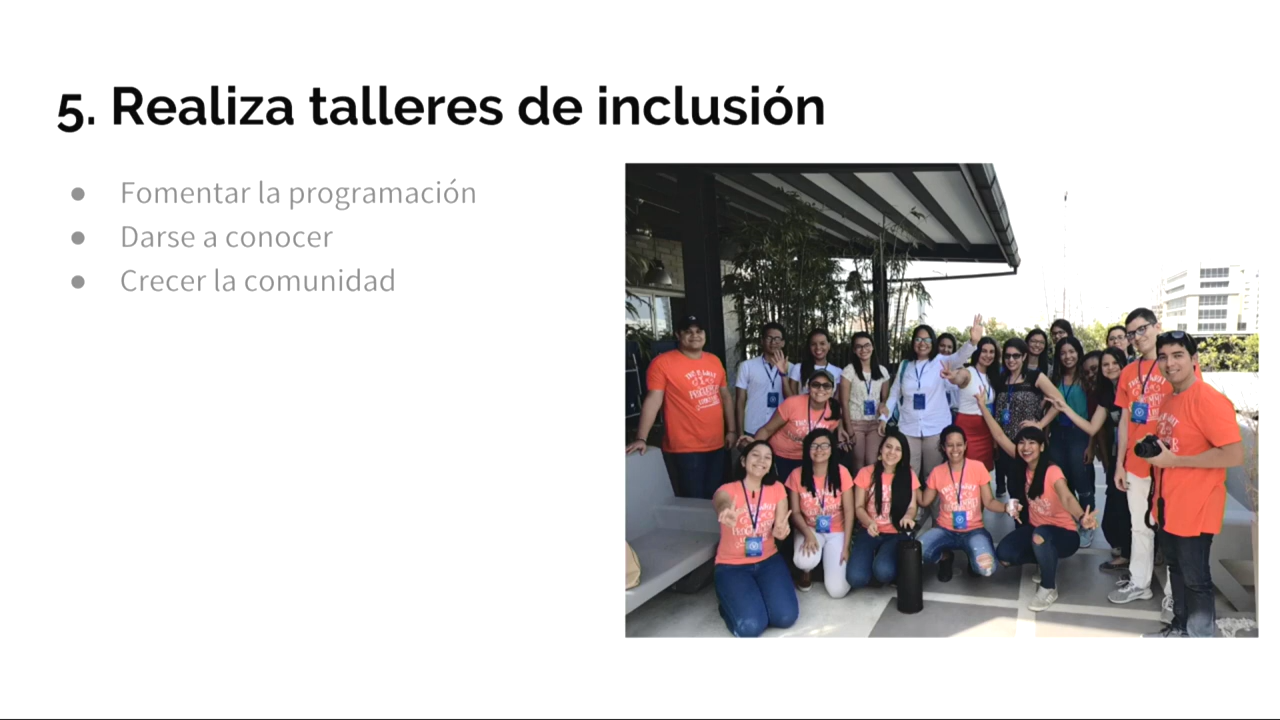 5. Realiza talleres de inclusión
● Fomentar la programación
● Darse a conocer
● Crecer la comunidad